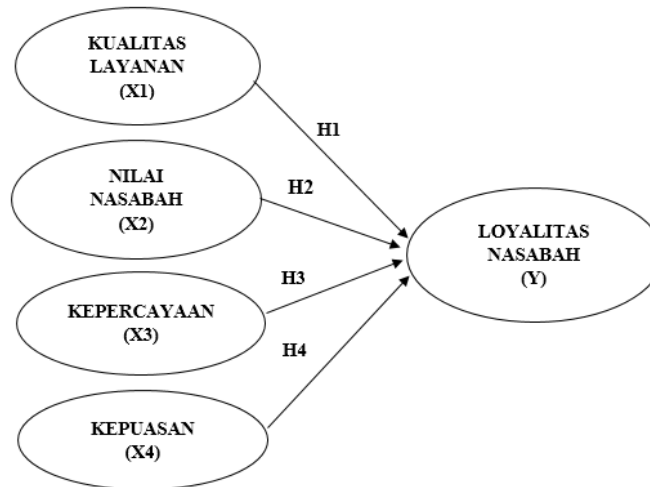 KUALITAS
LAYANAN
(X1)
H1
NILAI
NASABAH
(X2)
H2
LOYALITAS
NASABAH
(Y)
KEPERCAYAAN
(X3)
H3
H4
KEPUASAN
(X4)